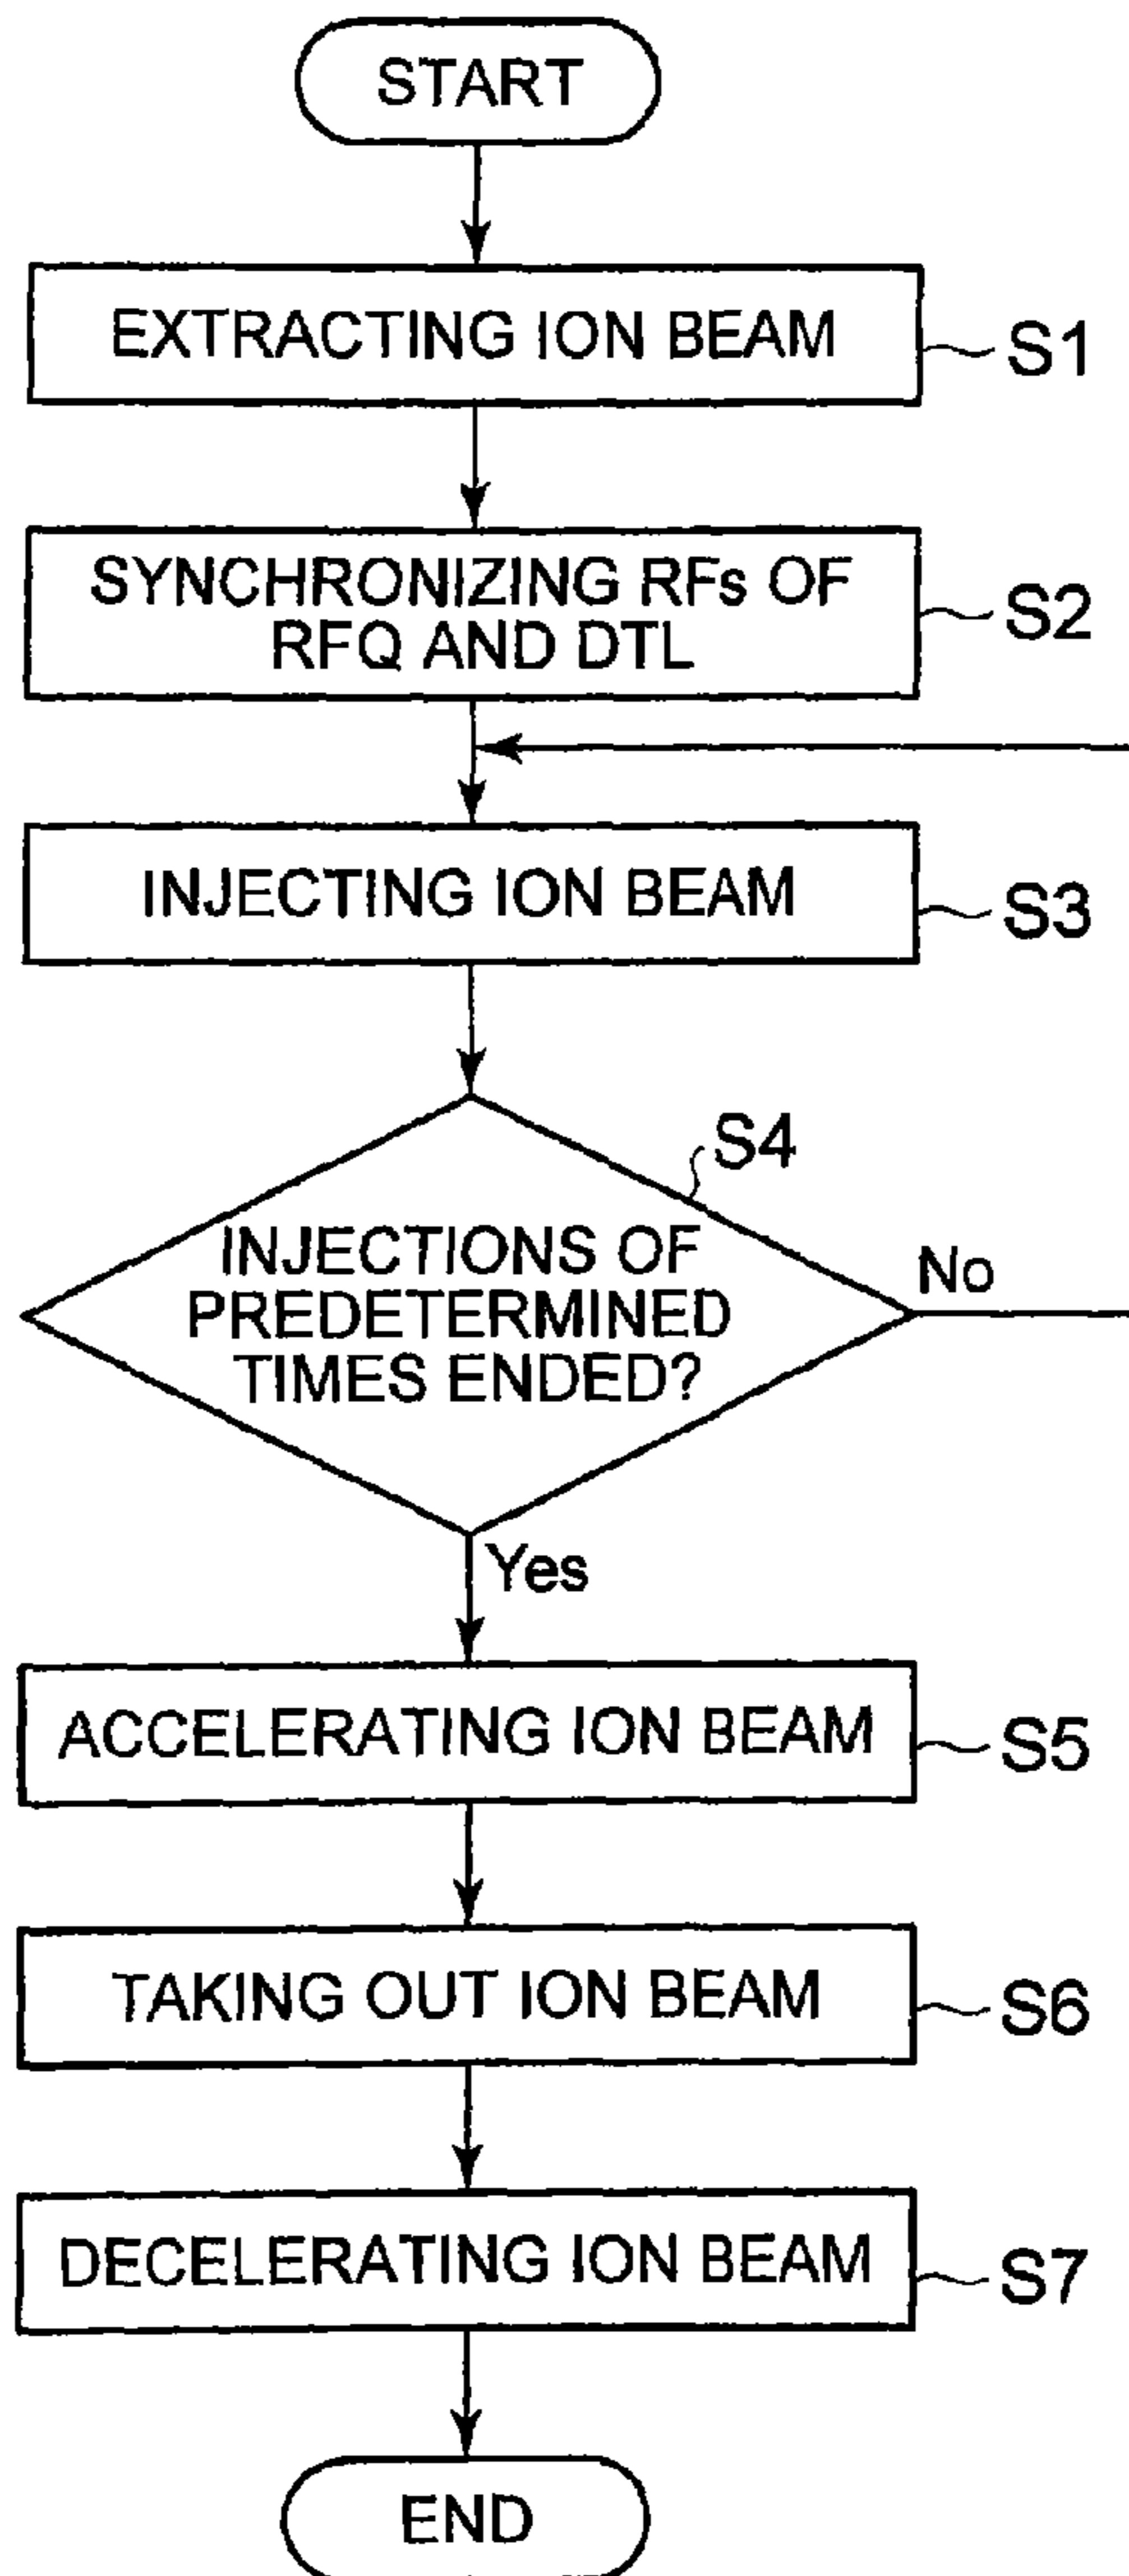 START
EXTRACTING ION BEAM
S1
SYNCHRONIZING RFs OF
RFQ AND DTL
S2
INJECTING ION BEAM
S3
S4
INJECTIONS OF
PREDETERMINED
TIMES ENDED?
No
Yes
ACCELERATING ION BEAM
S5
TAKING OUT ION BEAM
S6
DECELERATING ION BEAM
S7
END